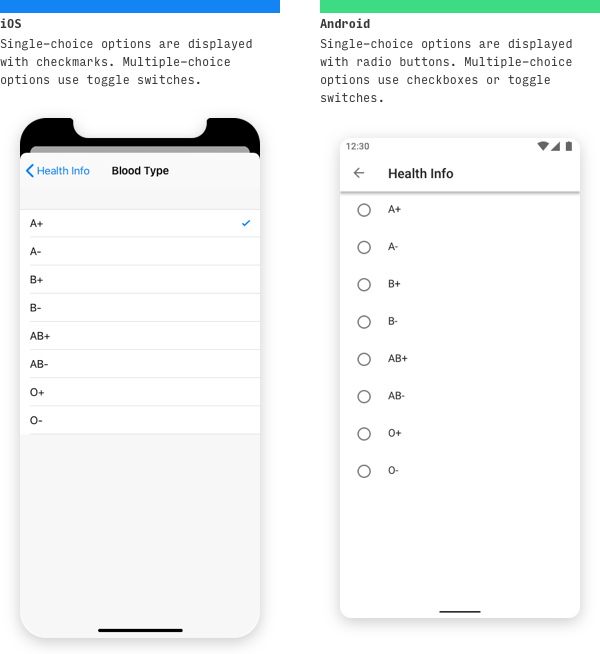 iOS
Single-choice options are displayed
with checkmarks. Multiple-choice
options use toggle switches.
Health Info
Blood Type
A+
A-
B+
B-
AB+
AB-
O+
O-
Android
Single-choice options are displayed
with radio buttons. Multiple-choice
options use checkboxes or toggle
switches.
12:30
Health Info
A+
A-
B+
B-
AB+
AB-
O+
O-